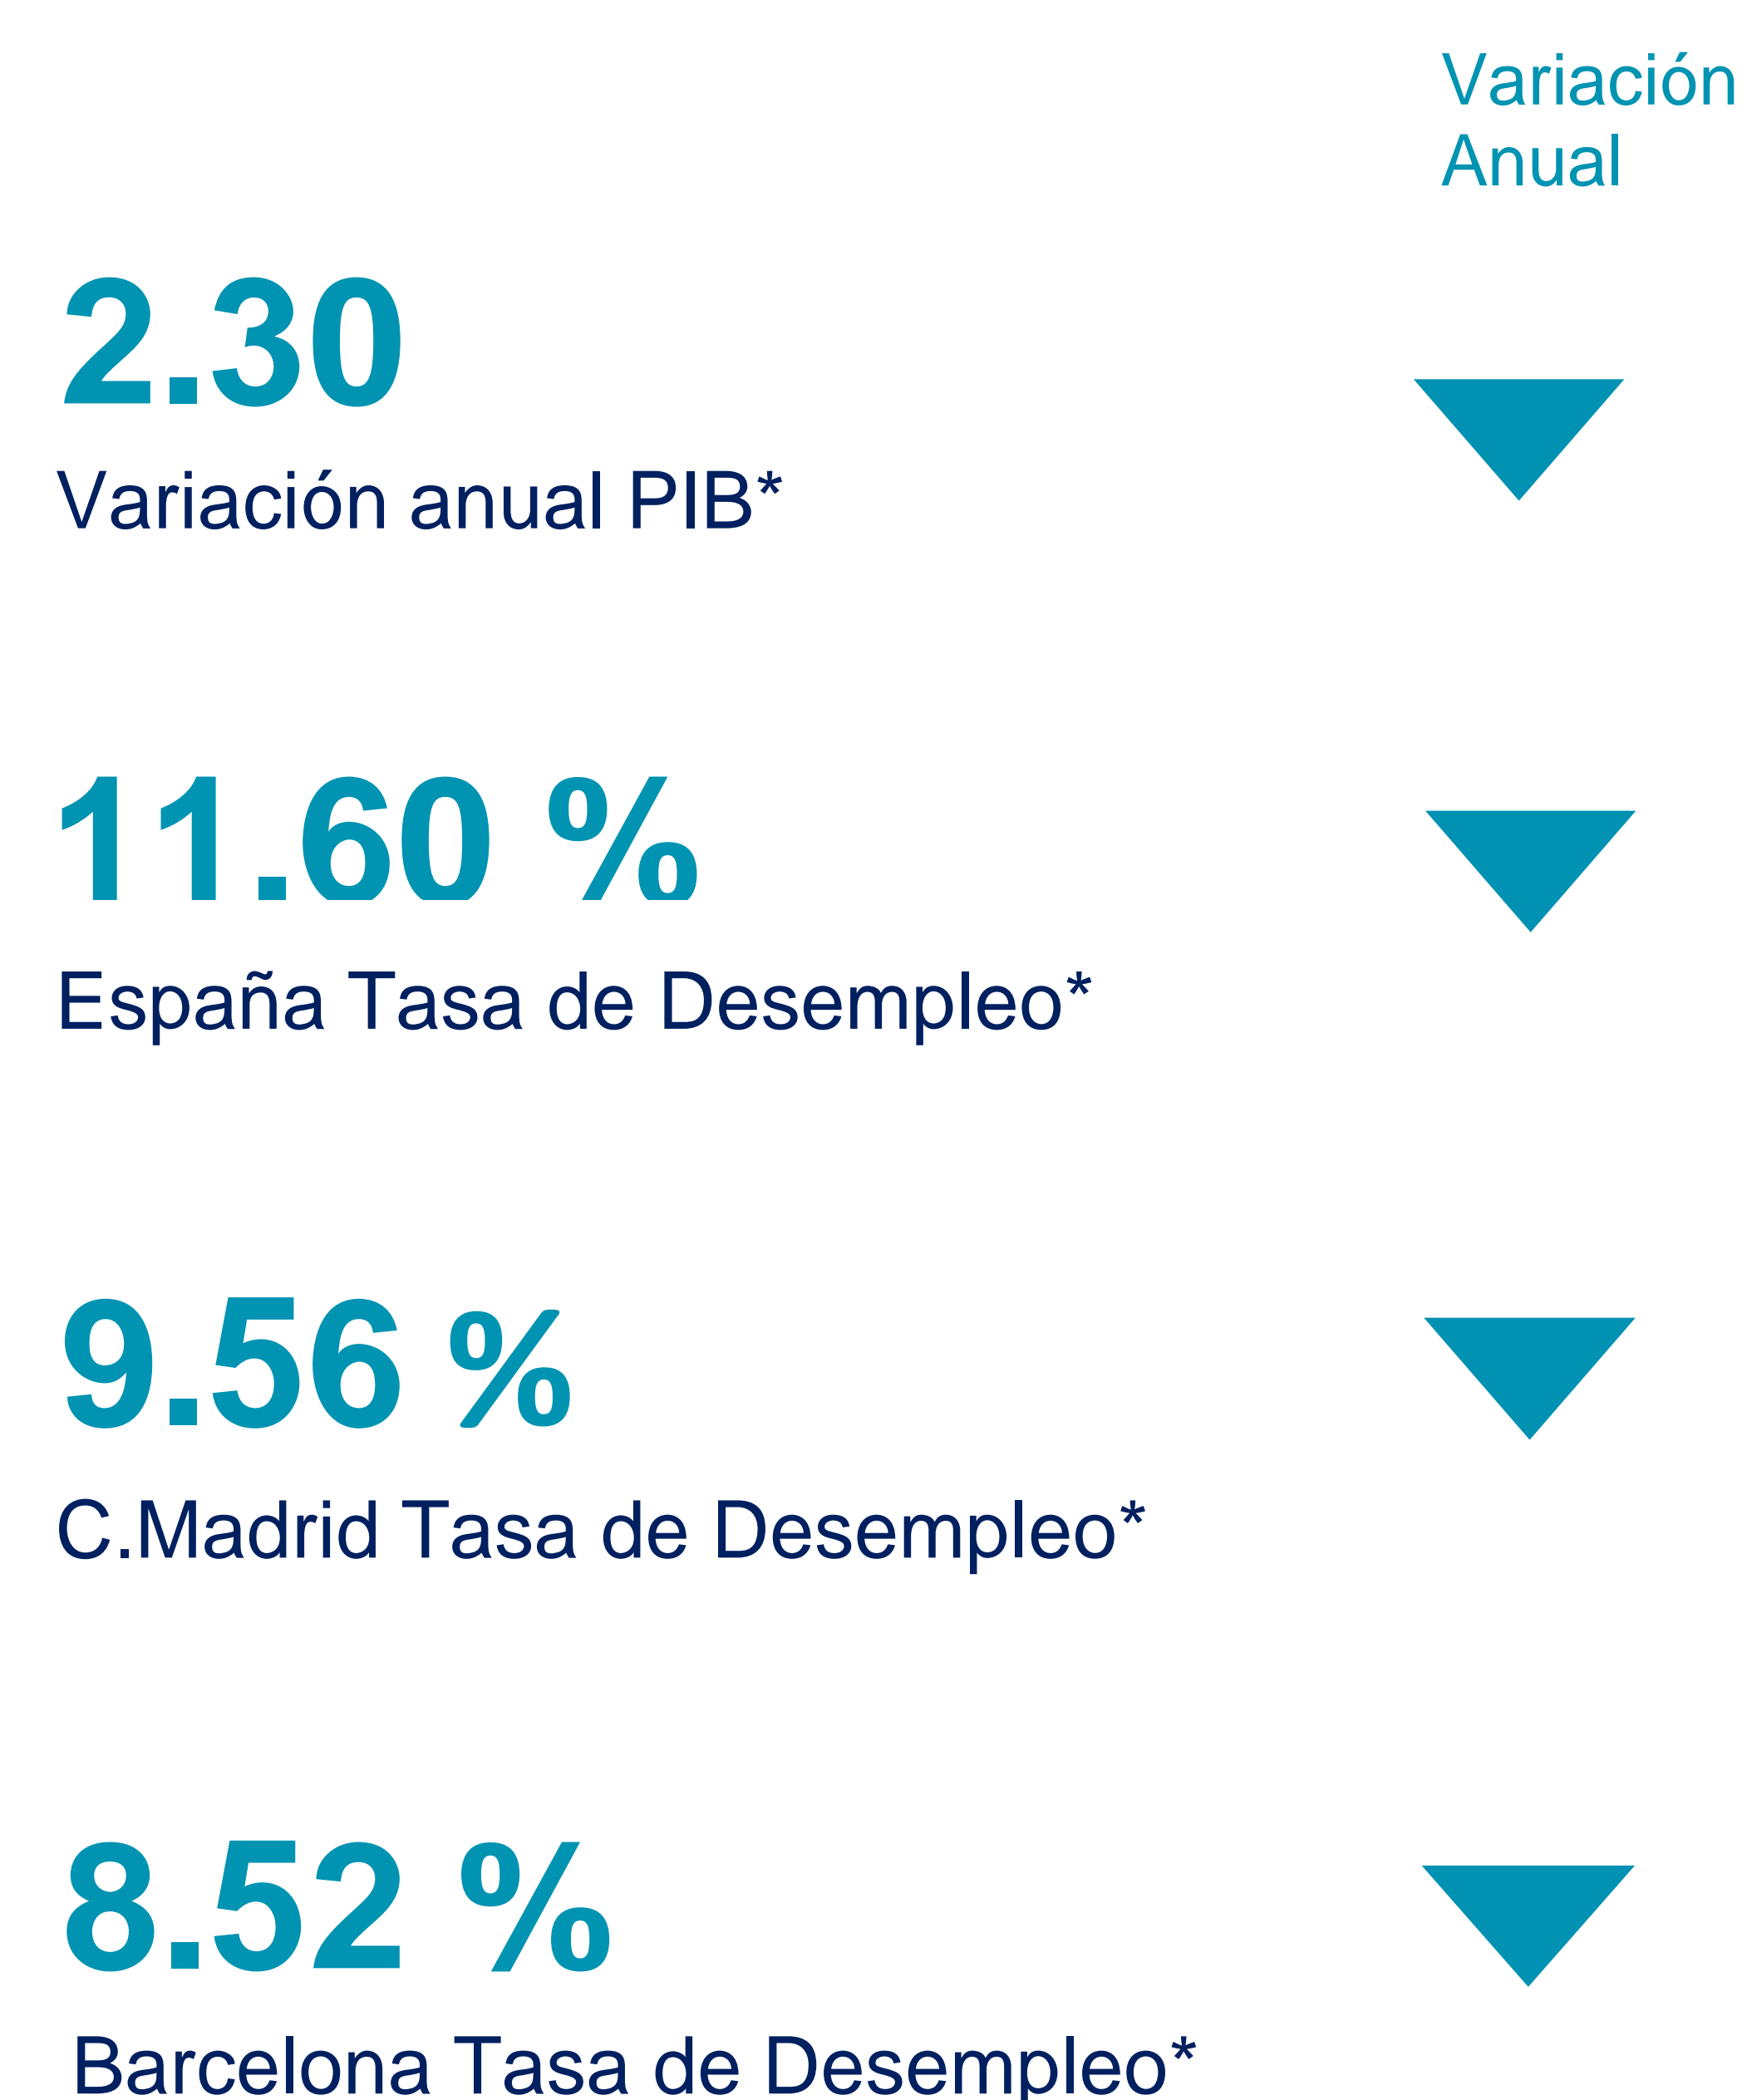 Variación
Anual
2.30
Variación anual PIB*
11.60 %
España Tasa de Desempleo*
9.56 %
C.Madrid Tasa de Desempleo*
8.52 %
Barcelona Tasa de Desempleo*